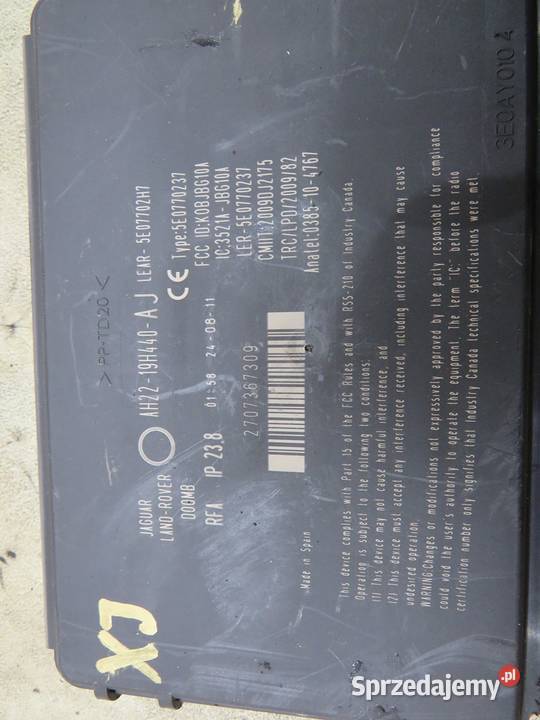 JAGUAR
LAND-ROVER
DOOMB
RFA IP 23.8
AH22-19H440-AJ LEAR-5E07702H7
01:58 24-08-11
CE Type:5E0770237
FCC ID:KOBJBG10A
IC:3521A-JBG10A
LER-5E0770237
CMIIT:2009DJ2175
TRC/LPD/2009/82
Anatel:0385-10-4767
2707367309
>PP-TD20<
3E0AY010 4
Made in Spain
This device complies with Part 15 of the FCC Rules and with RSS-210 of Industry Canada.
Operation is subject to the following two conditions:
(1) This device may not cause harmful interference, and
(2) This device must accept any interference received, including interference that may cause
undesired operation.
WARNING:Changes or modifications not expressively approved by the party responsible for compliance
could void the user's authority to operate the equipment. The term "IC:" before the radio
certification number only signifies that Industry Canada technical specifications were met.
XJ
Sprzedajemy.pl